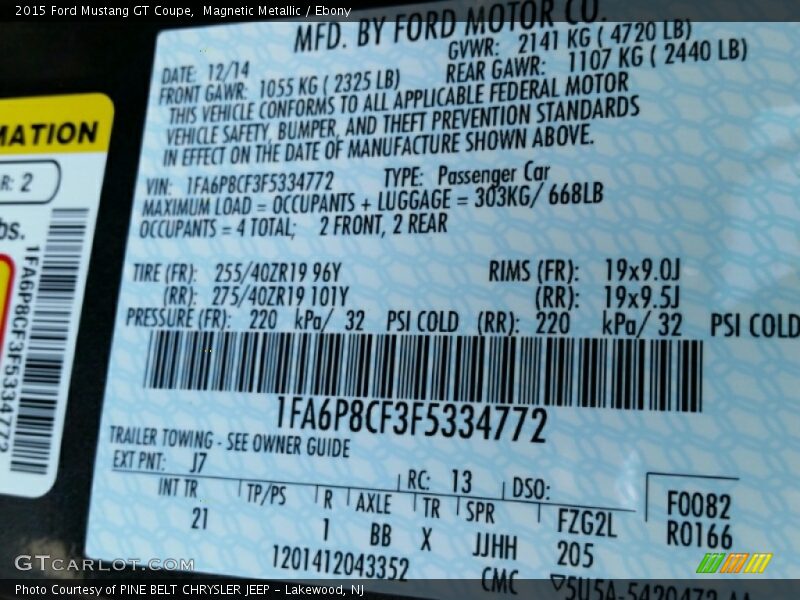 2015 Ford Mustang GT Coupe,  Magnetic Metallic / Ebony
MFD. BY FORD MOTOR CO.
DATE: 12/14 GVWR: 2141 KG ( 4720 LB)
FRONT GAWR: 1055 KG ( 2325 LB) REAR GAWR: 1107 KG ( 2440 LB)
THIS VEHICLE CONFORMS TO ALL APPLICABLE FEDERAL MOTOR
VEHICLE SAFETY, BUMPER, AND THEFT PREVENTION STANDARDS
IN EFFECT ON THE DATE OF MANUFACTURE SHOWN ABOVE.
VIN: 1FA6P8CF3F5334772 TYPE: Passenger Car
MAXIMUM LOAD = OCCUPANTS + LUGGAGE = 303KG/ 668LB
OCCUPANTS = 4 TOTAL; 2 FRONT, 2 REAR
TIRE (FR): 255/40ZR19 96Y RIMS (FR): 19x9.0J
(RR): 275/40ZR19 101Y (RR): 19x9.5J
PRESSURE (FR): 220 kPa/ 32 PSI COLD (RR): 220 kPa/ 32 PSI COLD
1FA6P8CF3F5334772
TRAILER TOWING - SEE OWNER GUIDE
EXT PNT: J7 RC: 13 DSO:
INT TR TP/PS R AXLE TR SPR FZG2L F0082
21 1 BB X JJHH 205 R0166
1201412043352 CMC
MATION
R: 2
bs.
1FA6P8CF3F5334772
GTCARLOT.COM
Photo Courtesy of PINE BELT CHRYSLER JEEP – Lakewood, NJ